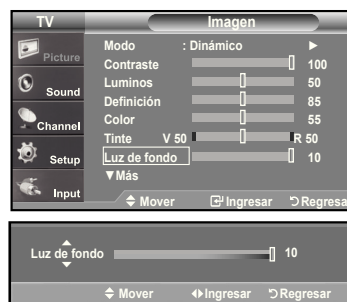 TV Imagen
Picture
Sound
Channel
Setup
Input
Modo : Dinámico ►
Contraste 100
Luminos 50
Definición 85
Color 55
Tinte V 50 R 50
Luz de fondo 10
▼Más
Mover Ingresar Regresa
Luz de fondo 10
Mover Ingresar Regresar